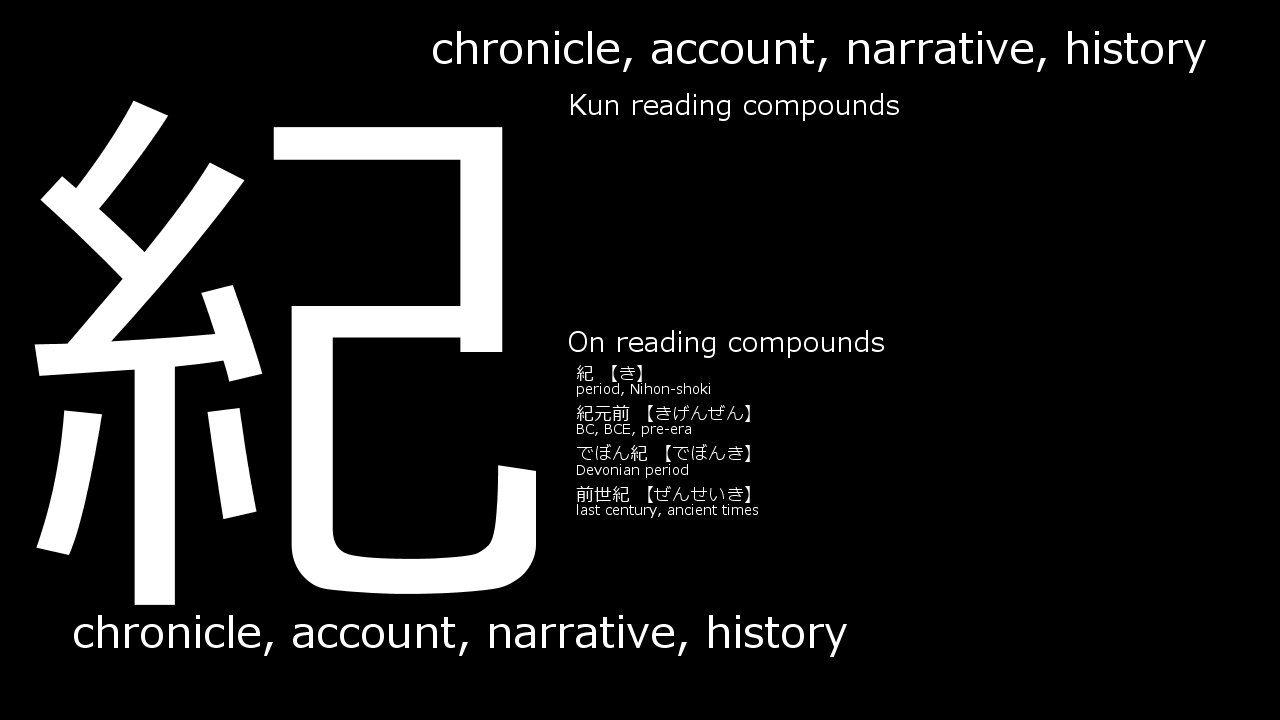 chronicle, account, narrative, history
Kun reading compounds
紀
On reading compounds
紀 【き】
period, Nihon-shoki
紀元前 【きげんぜん】
BC, BCE, pre-era
でぼん紀 【でぼんき】
Devonian period
前世紀 【ぜんせいき】
last century, ancient times
chronicle, account, narrative, history